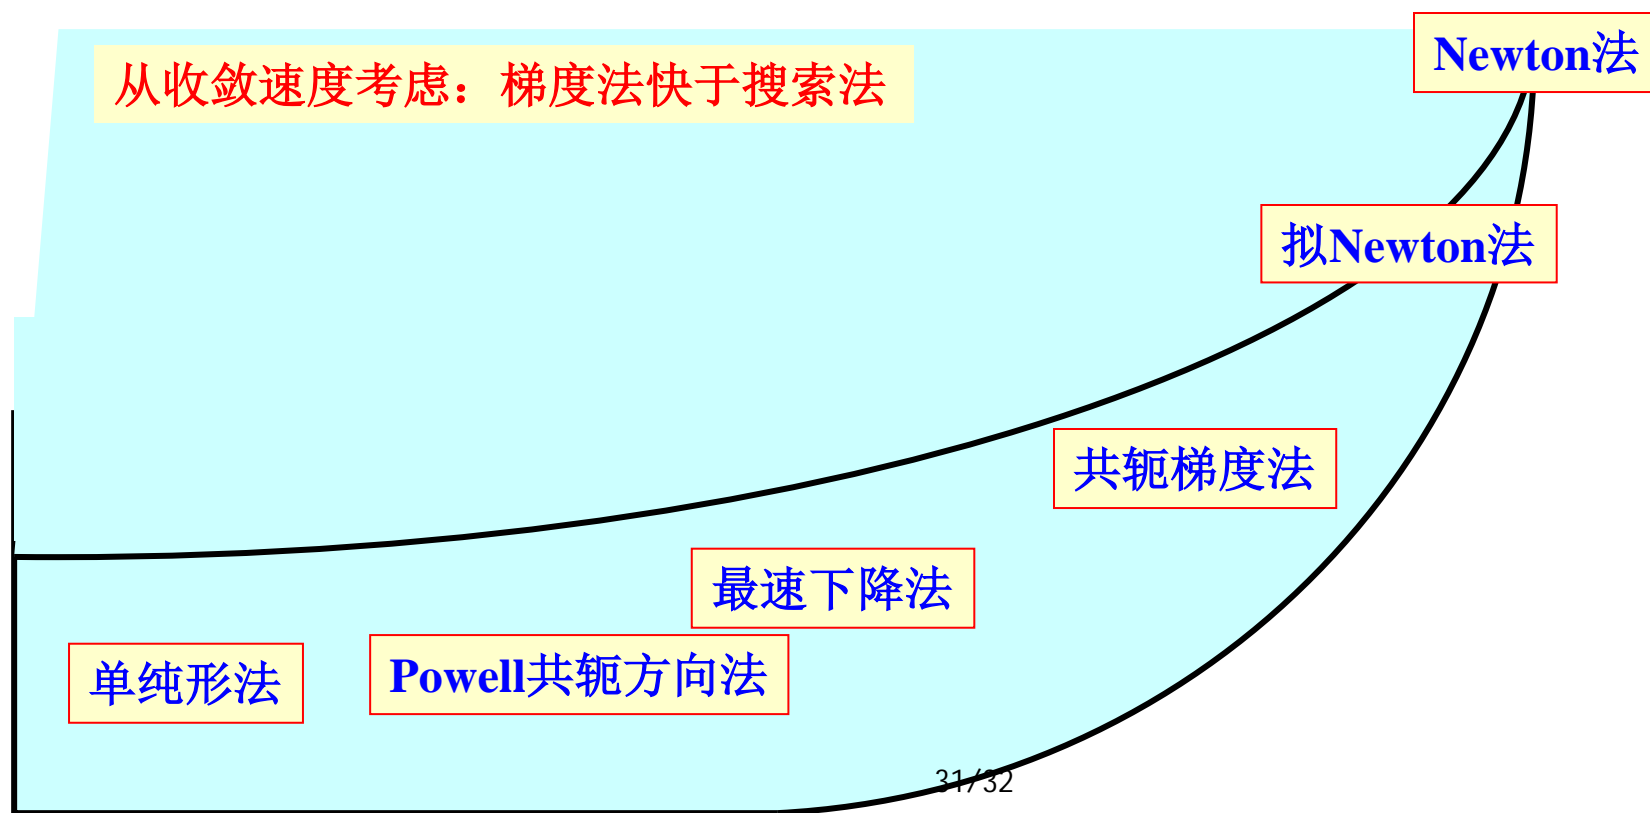 Newton法
从收敛速度考虑：梯度法快于搜索法
拟Newton法
共轭梯度法
最速下降法
Powell共轭方向法
单纯形法
31/32